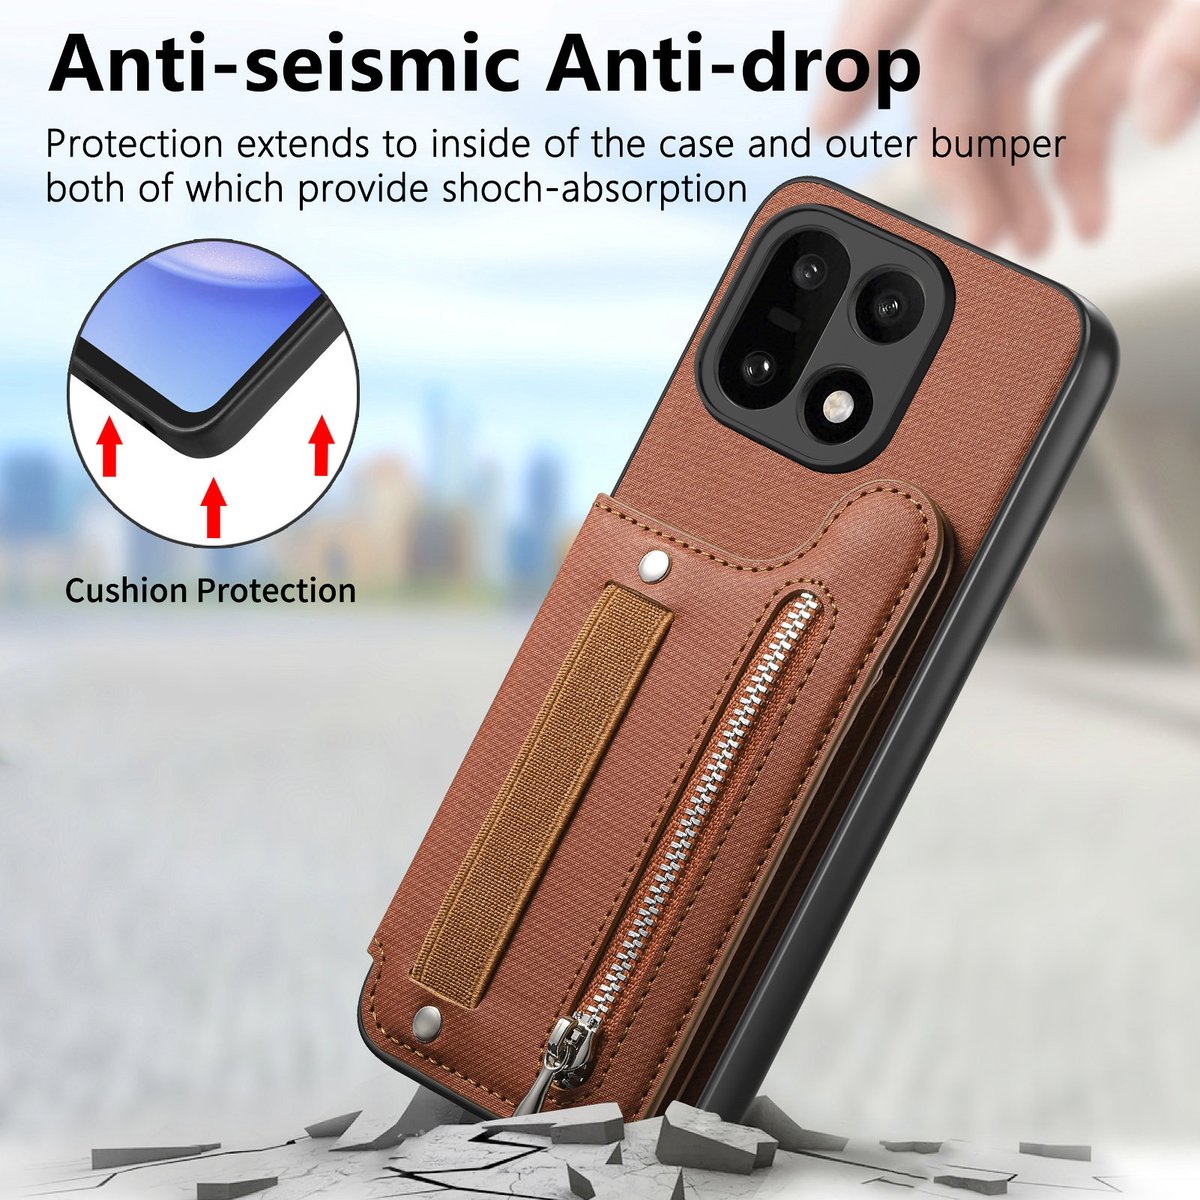 Anti-seismic Anti-drop
Protection extends to inside of the case and outer bumper
both of which provide shoch-absorption
Cushion Protection